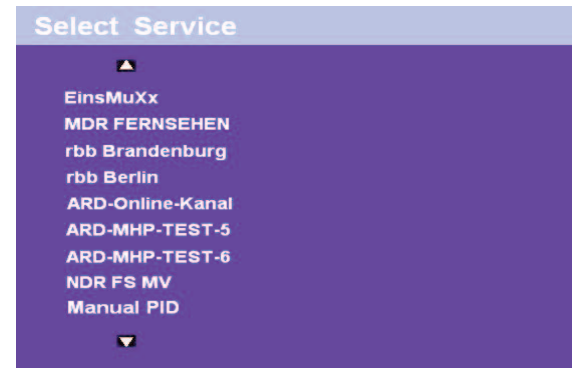 Select Service
EinsMuXx
MDR FERNSEHEN
rbb Brandenburg
rbb Berlin
ARD-Online-Kanal
ARD-MHP-TEST-5
ARD-MHP-TEST-6
NDR FS MV
Manual PID